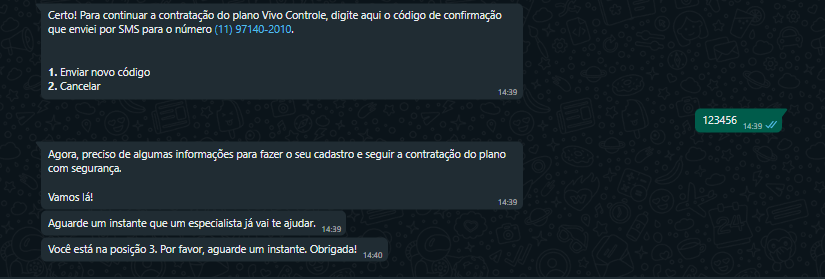 Certo! Para continuar a contratação do plano Vivo Controle, digite aqui o código de confirmação
que enviei por SMS para o número (11) 97140-2010.
1. Enviar novo código
2. Cancelar
14:39
123456 14:39
Agora, preciso de algumas informações para fazer o seu cadastro e seguir a contratação do plano
com segurança.
Vamos lá!
14:39
Aguarde um instante que um especialista já vai te ajudar. 14:39
Você está na posição 3. Por favor, aguarde um instante. Obrigada! 14:40